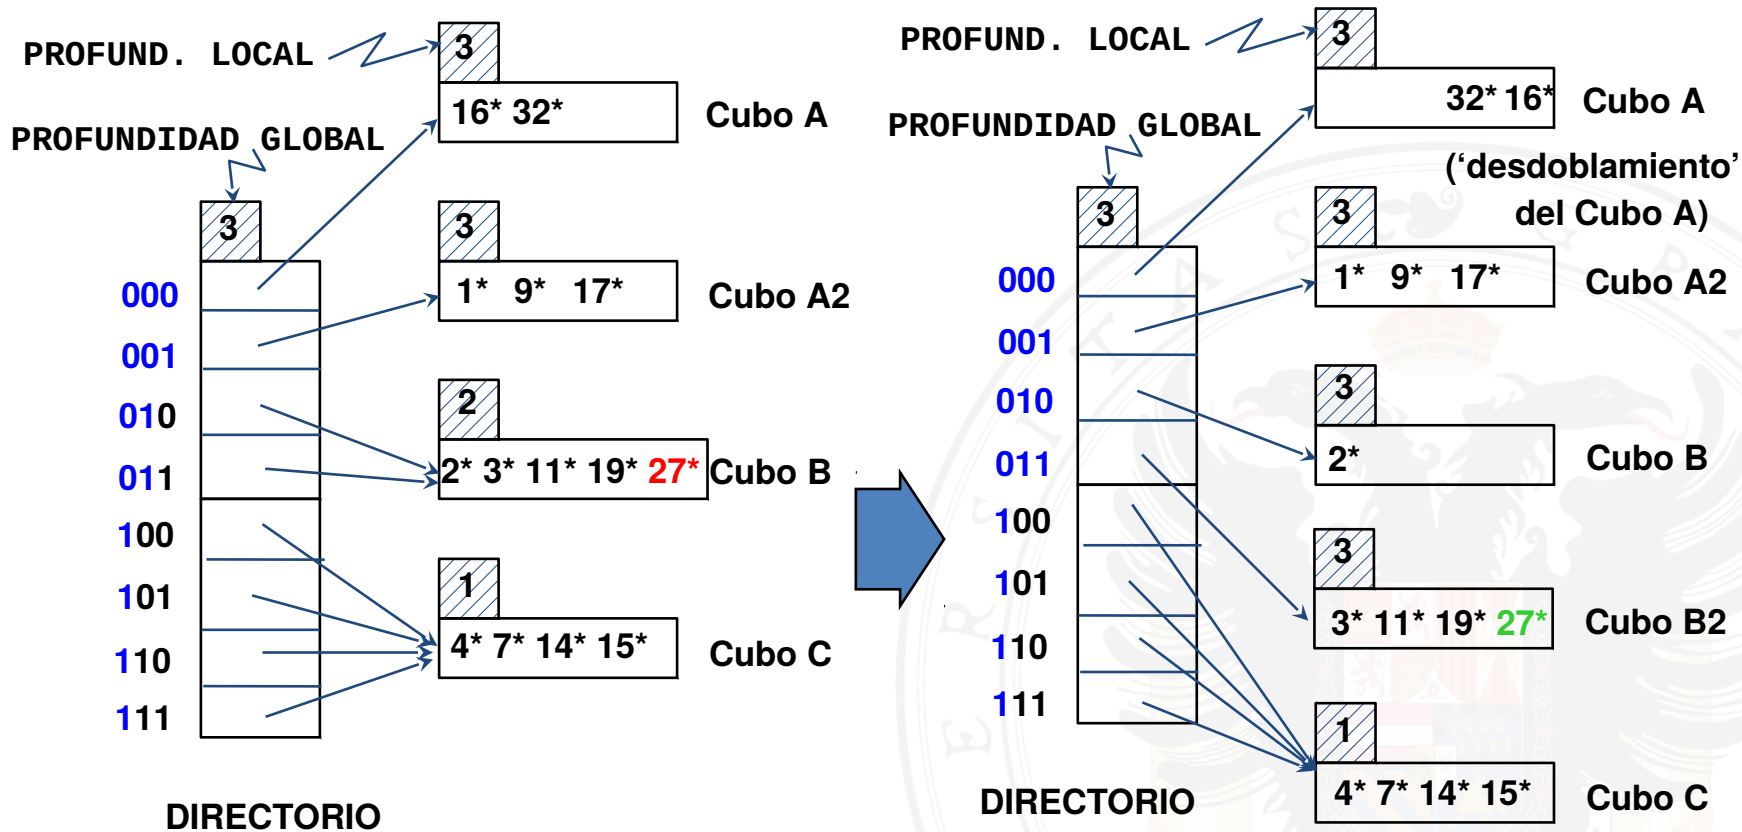 PROFUND. LOCAL
3
16* 32*
Cubo A
PROFUNDIDAD GLOBAL
3
3
1* 9* 17*
Cubo A2
000
001
010
011
100
101
110
111
2
2* 3* 11* 19* 27*
Cubo B
1
4* 7* 14* 15*
Cubo C
DIRECTORIO
PROFUND. LOCAL
3
32* 16*
Cubo A
PROFUNDIDAD GLOBAL
(‘desdoblamiento’
del Cubo A)
3
3
1* 9* 17*
Cubo A2
000
001
010
011
100
101
110
111
3
2*
Cubo B
3
3* 11* 19* 27*
Cubo B2
1
4* 7* 14* 15*
Cubo C
DIRECTORIO